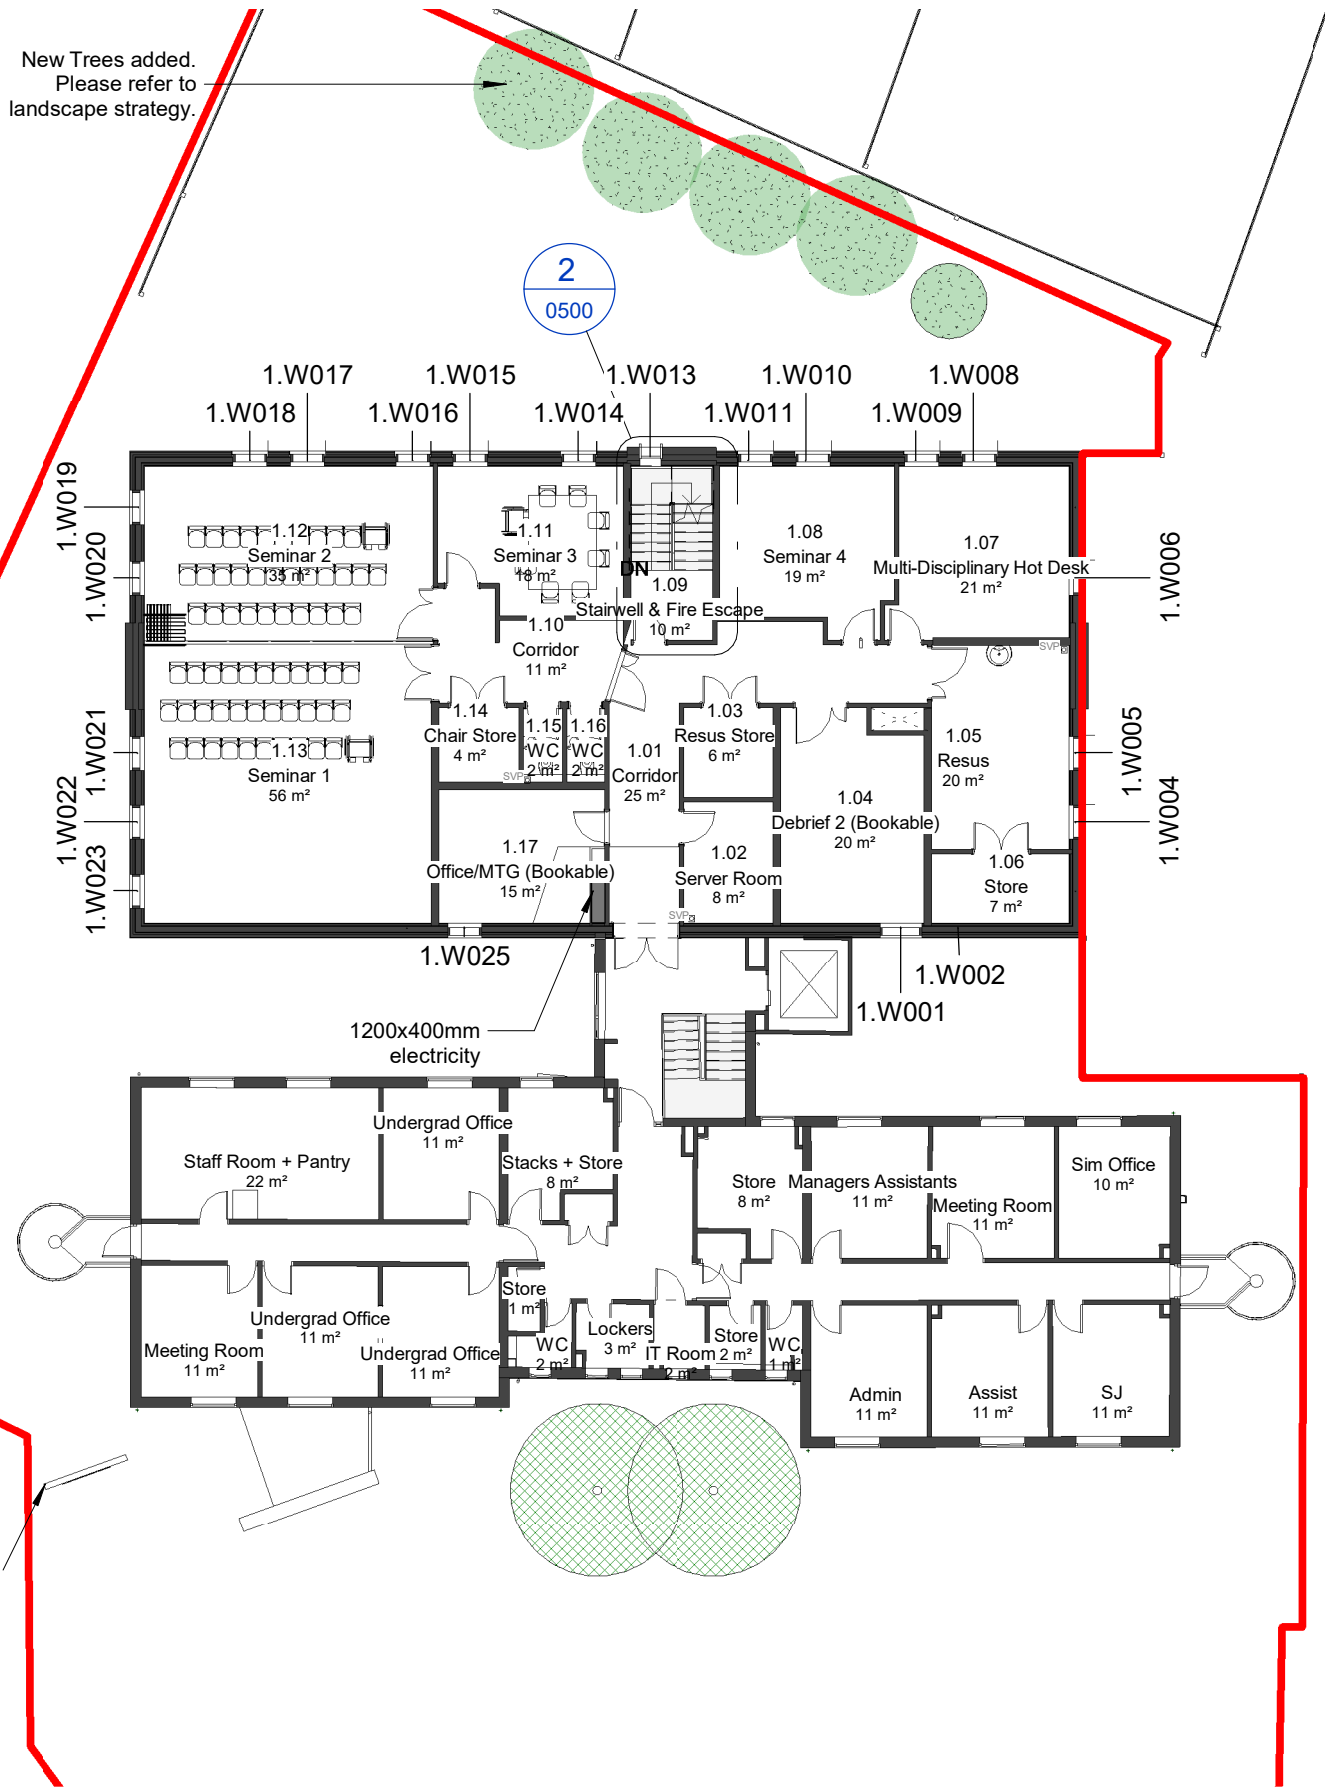 New Trees added.
Please refer to
landscape strategy.
2
0500
1.W017
1.W015
1.W013
1.W010
1.W008
1.W018
1.W016
1.W014
1.W011
1.W009
1.W019
1.W020
1.W021
1.W022
1.W023
1.W006
1.W005
1.W004
1.12
Seminar 2
35 m²
1.11
Seminar 3
18 m²
DN
1.09
Stairwell & Fire Escape
10 m²
1.08
Seminar 4
19 m²
1.07
Multi-Disciplinary Hot Desk
21 m²
SVP
1.10
Corridor
11 m²
1.13
Seminar 1
56 m²
1.14
Chair Store
4 m²
SVP
1.15
WC
2 m²
1.16
WC
2 m²
1.01
Corridor
25 m²
1.03
Resus Store
6 m²
1.05
Resus
20 m²
1.04
Debrief 2 (Bookable)
20 m²
1.17
Office/MTG (Bookable)
15 m²
1.02
Server Room
8 m²
SVP
1.06
Store
7 m²
1.W025
1.W002
1.W001
1200x400mm
electricity
Staff Room + Pantry
22 m²
Undergrad Office
11 m²
Stacks + Store
8 m²
Store
8 m²
Managers Assistants
11 m²
Meeting Room
11 m²
Sim Office
10 m²
Meeting Room
11 m²
Undergrad Office
11 m²
Undergrad Office
11 m²
Store
1 m²
WC
2 m²
Lockers
3 m²
IT Room
2 m²
Store
2 m²
WC
1 m²
Admin
11 m²
Assist
11 m²
SJ
11 m²